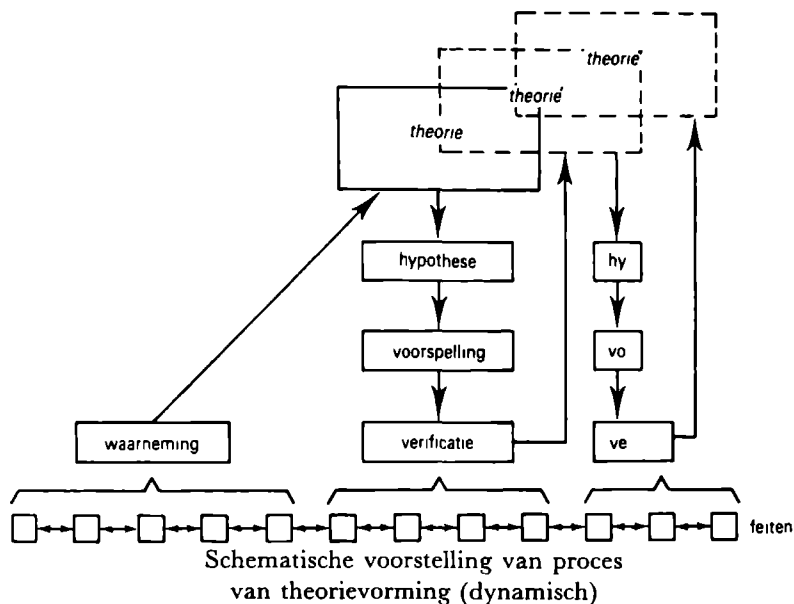 theorie"
theorie'
theorie
hypothese
hy
voorspelling
vo
waarneming
verificatie
ve
feiten
Schematische voorstelling van proces
van theorievorming (dynamisch)